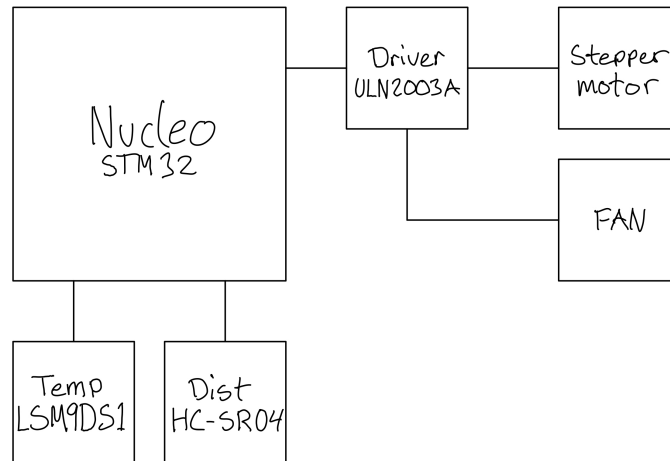 Nucleo
STM32
Driver
ULN2003A
Stepper
motor
FAN
Temp
LSM9DS1
Dist
HC-SR04